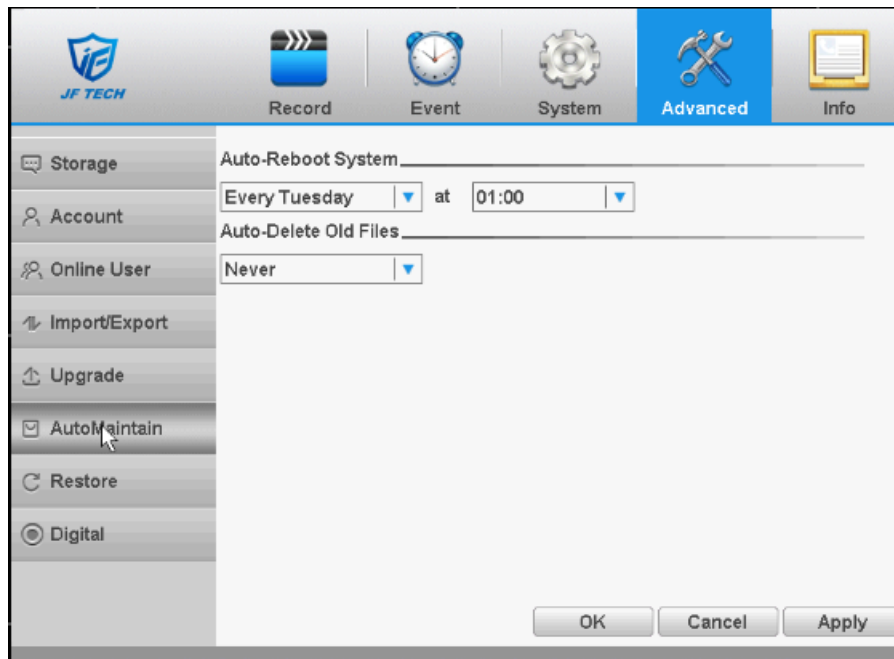 JF TECH
Record Event System Advanced Info
Storage
Account
Online User
Import/Export
Upgrade
AutoMaintain
Restore
Digital
Auto-Reboot System
Every Tuesday at 01:00
Auto-Delete Old Files
Never
OK Cancel Apply